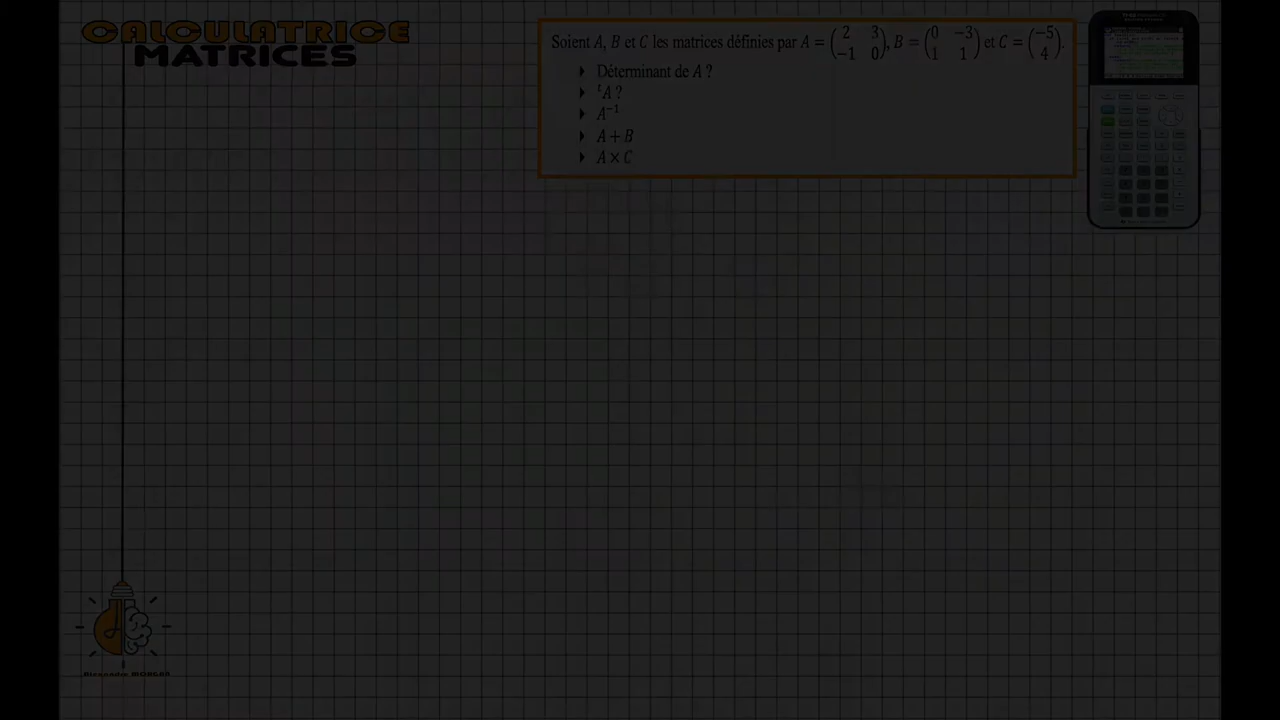 CALCULATRICE
MATRICES
Soient A, B et C les matrices définies par A = (2 3 -1 0), B = (0 -3 1 1) et C = (-5 4).
Déterminant de A ?
ᵗA ?
A⁻¹
A + B
A × C